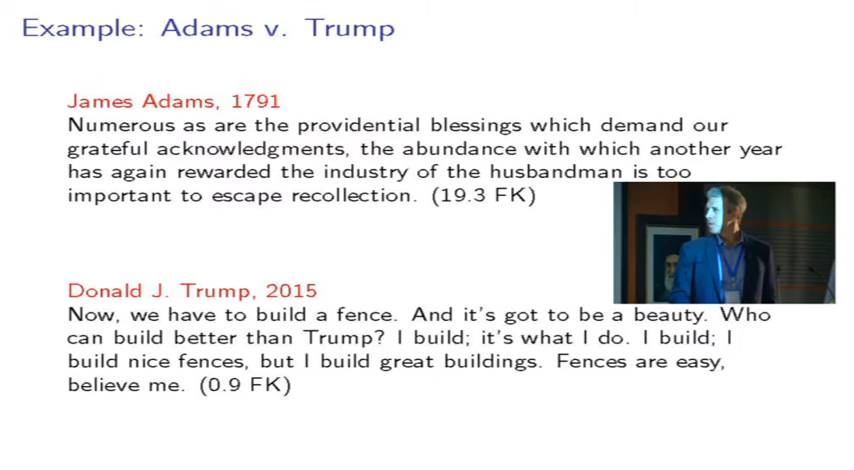 Example: Adams v. Trump
James Adams, 1791
Numerous as are the providential blessings which demand our
grateful acknowledgments, the abundance with which another year
has again rewarded the industry of the husbandman is too
important to escape recollection. (19.3 FK)
Donald J. Trump, 2015
Now, we have to build a fence. And it's got to be a beauty. Who
can build better than Trump? I build; it's what I do. I build; I
build nice fences, but I build great buildings. Fences are easy,
believe me. (0.9 FK)